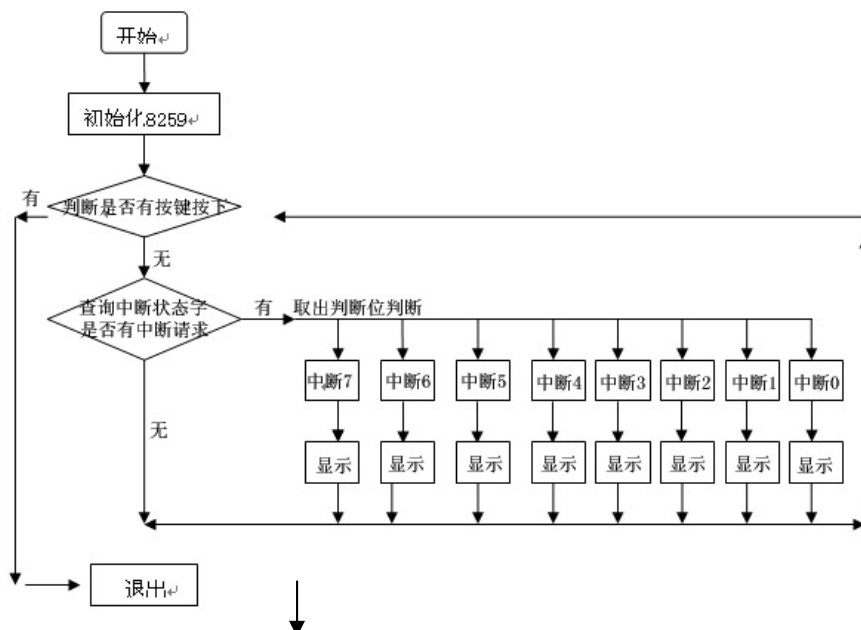 开始
初始化8259
有
判断是否有按键按下
无
查询中断状态字
是否有中断请求
有
取出判断位判断
中断7
中断6
中断5
中断4
中断3
中断2
中断1
中断0
无
显示
显示
显示
显示
显示
显示
显示
显示
退出